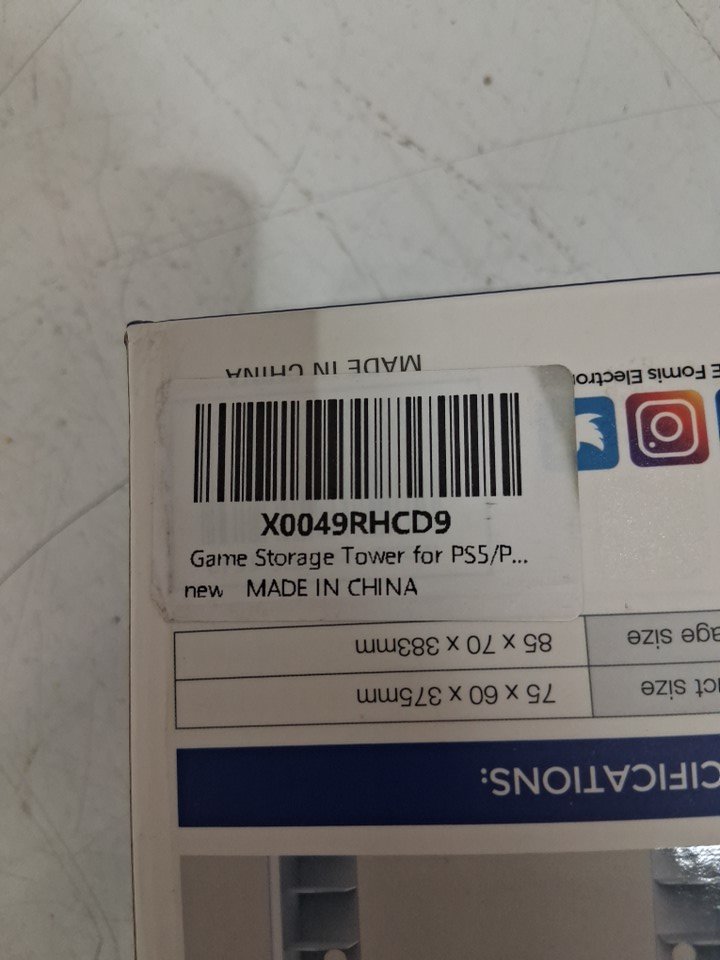 MADE IN CHINA
E Fornis Electro
X0049RHCD9
Game Storage Tower for PS5/P...
new MADE IN CHINA
85 x 70 x 383mm
age size
75 x 60 x 375mm
ct size
CIFICATIONS: